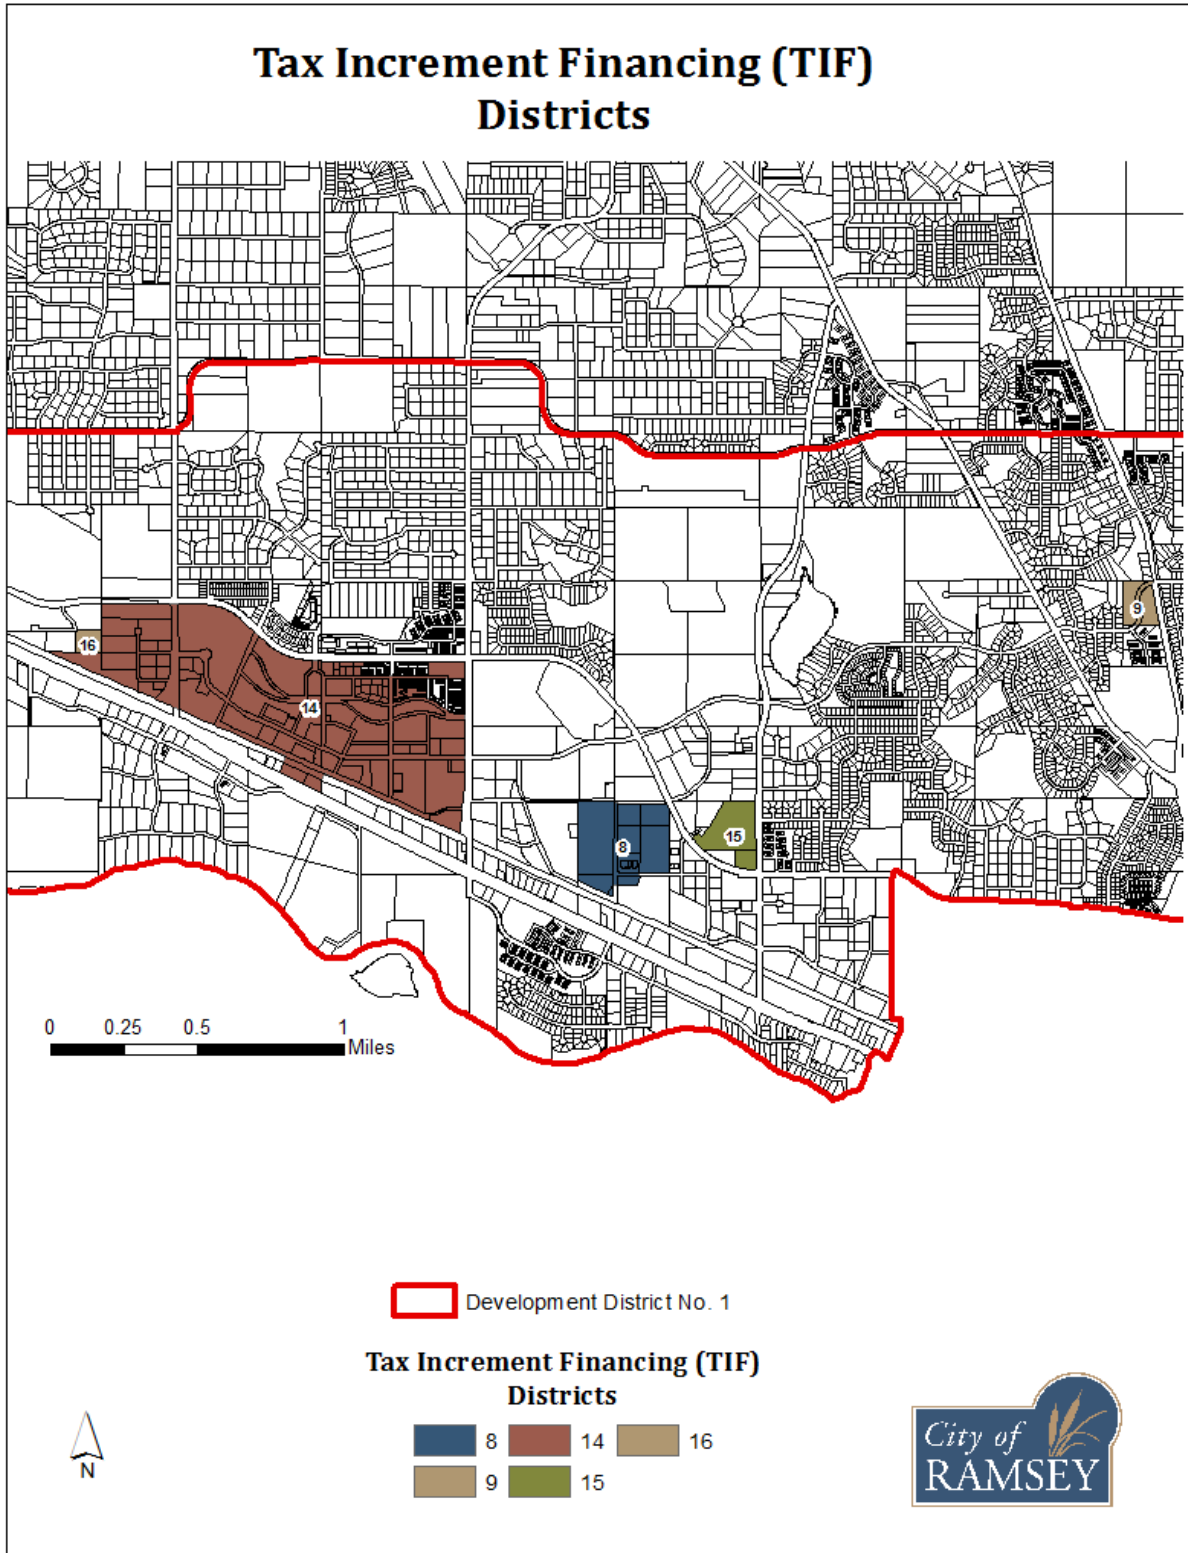 Tax Increment Financing (TIF)
Districts
9
16
14
15
8
0 0.25 0.5 1
Miles
Development District No. 1
Tax Increment Financing (TIF)
Districts
8 14 16
9 15
N
City of
RAMSEY